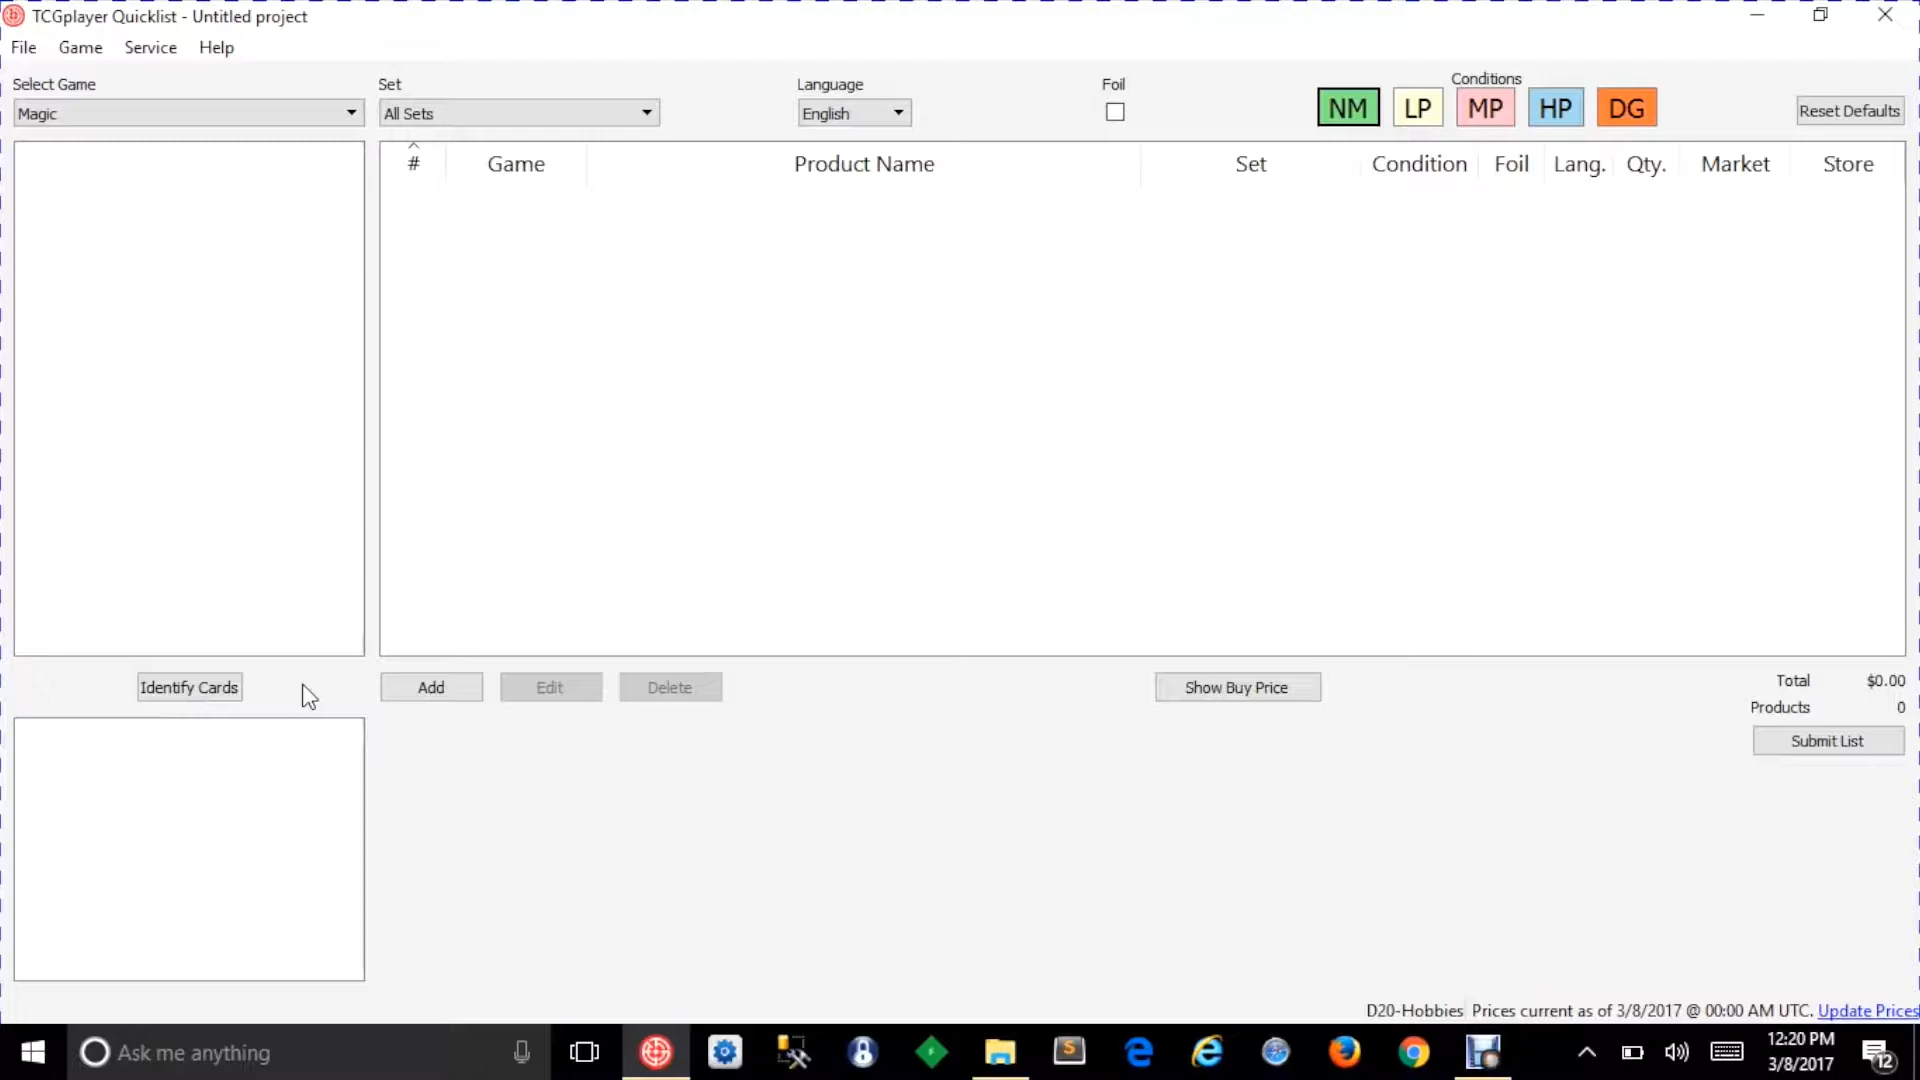 TCGplayer Quicklist - Untitled project
File Game Service Help
Select Game Set Language Foil Conditions
Magic All Sets English NM LP MP HP DG Reset Defaults
# Game Product Name Set Condition Foil Lang. Qty. Market Store
Identify Cards Add Edit Delete Show Buy Price Total $0.00
Products 0
Submit List
D20-Hobbies Prices current as of 3/8/2017 @ 00:00 AM UTC. Update Prices
Ask me anything 12:20 PM
3/8/2017 12